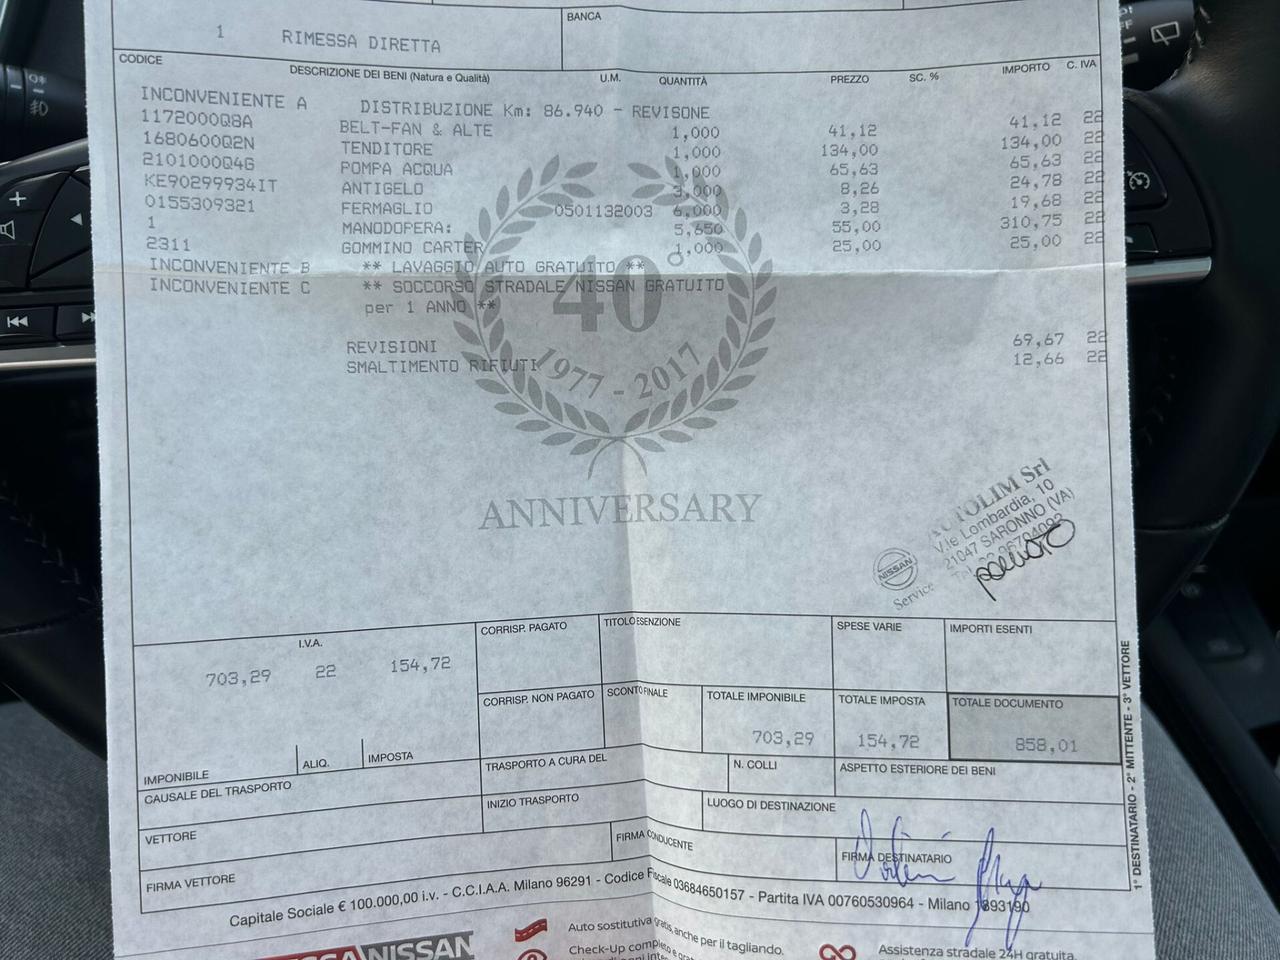 BANCA
1 RIMESSA DIRETTA
CODICE DESCRIZIONE DEI BENI (Natura e Qualità) U.M. QUANTITÀ PREZZO SC. % IMPORTO C. IVA
INCONVENIENTE A DISTRIBUZIONE Km: 86.940 - REVISONE
1172000Q8A BELT-FAN & ALTE 1,000 41,12 41,12 22
1680600Q2N TENDITORE 1,000 134,00 134,00 22
2101000Q4G POMPA ACQUA 1,000 65,63 65,63 22
KE90299934IT ANTIGELO 3,000 8,26 24,78 22
0155309321 FERMAGLIO 0501132003 6,000 3,28 19,68 22
1 MANODOPERA: 5,650 55,00 310,75 22
2311 GOMMINO CARTER 1,000 25,00 25,00 22
INCONVENIENTE B ** LAVAGGIO AUTO GRATUITO **
INCONVENIENTE C ** SOCCORSO STRADALE NISSAN GRATUITO
per 1 ANNO **
REVISIONI 69,67 22
SMALTIMENTO RIFIUTI 12,66 22
40°
1977 - 2017
ANNIVERSARY
AUTOLIM Srl
V.le Lombardia, 10
21047 SARONNO (VA)
NISSAN
Service
I.V.A. CORRISP. PAGATO TITOLO ESENZIONE SPESE VARIE IMPORTI ESENTI
703,29 22 154,72
CORRISP. NON PAGATO SCONTO FINALE TOTALE IMPONIBILE TOTALE IMPOSTA TOTALE DOCUMENTO
703,29 154,72 858,01
IMPONIBILE ALIQ. IMPOSTA
TRASPORTO A CURA DEL N. COLLI ASPETTO ESTERIORE DEI BENI
CAUSALE DEL TRASPORTO
INIZIO TRASPORTO LUOGO DI DESTINAZIONE
VETTORE
FIRMA CONDUCENTE FIRMA DESTINATARIO
FIRMA VETTORE
1° DESTINATARIO - 2° MITTENTE - 3° VETTORE
Capitale Sociale € 100.000,00 i.v. - C.C.I.A.A. Milano 96291 - Codice Fiscale 03684650157 - Partita IVA 00760530964 - Milano 1893190
NISSAN
Auto sostitutiva gratis, anche per il tagliando.
Check-Up
Assistenza stradale 24H gratuita.